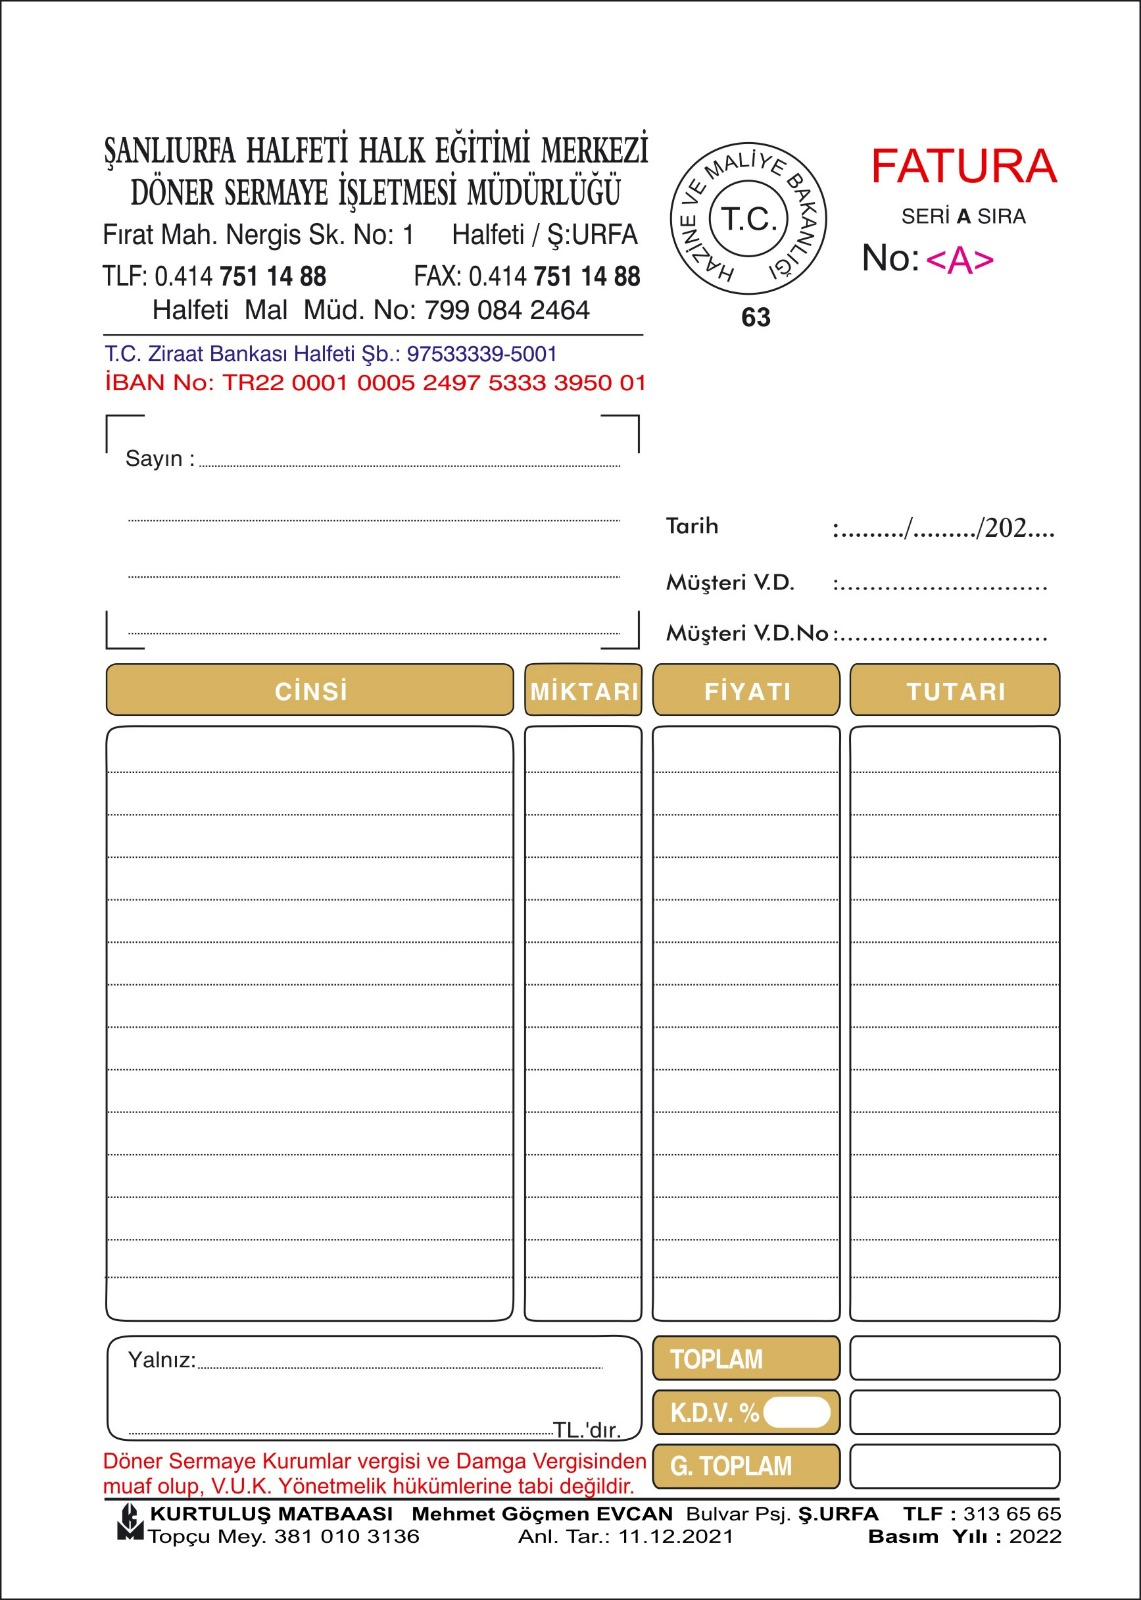 ŞANLIURFA HALFETİ HALK EĞİTİMİ MERKEZİ
DÖNER SERMAYE İŞLETMESİ MÜDÜRLÜĞÜ
Fırat Mah. Nergis Sk. No: 1 Halfeti / Ş:URFA
TLF: 0.414 751 14 88 FAX: 0.414 751 14 88
Halfeti Mal Müd. No: 799 084 2464
T.C. Ziraat Bankası Halfeti Şb.: 97533339-5001
İBAN No: TR22 0001 0005 2497 5333 3950 01
HAZİNE VE MALİYE BAKANLIĞI
T.C.
63
FATURA
SERİ A SIRA
No: <A>
Sayın :
Tarih :........./........./202....
Müşteri V.D. :...........................
Müşteri V.D.No :...........................
CİNSİ MİKTARI FİYATI TUTARI
Yalnız:
TL.'dır.
TOPLAM
K.D.V. %
G. TOPLAM
Döner Sermaye Kurumlar vergisi ve Damga Vergisinden
muaf olup, V.U.K. Yönetmelik hükümlerine tabi değildir.
KURTULUŞ MATBAASI Mehmet Göçmen EVCAN Bulvar Psj. Ş.URFA TLF : 313 65 65
Topçu Mey. 381 010 3136 Anl. Tar.: 11.12.2021 Basım Yılı : 2022